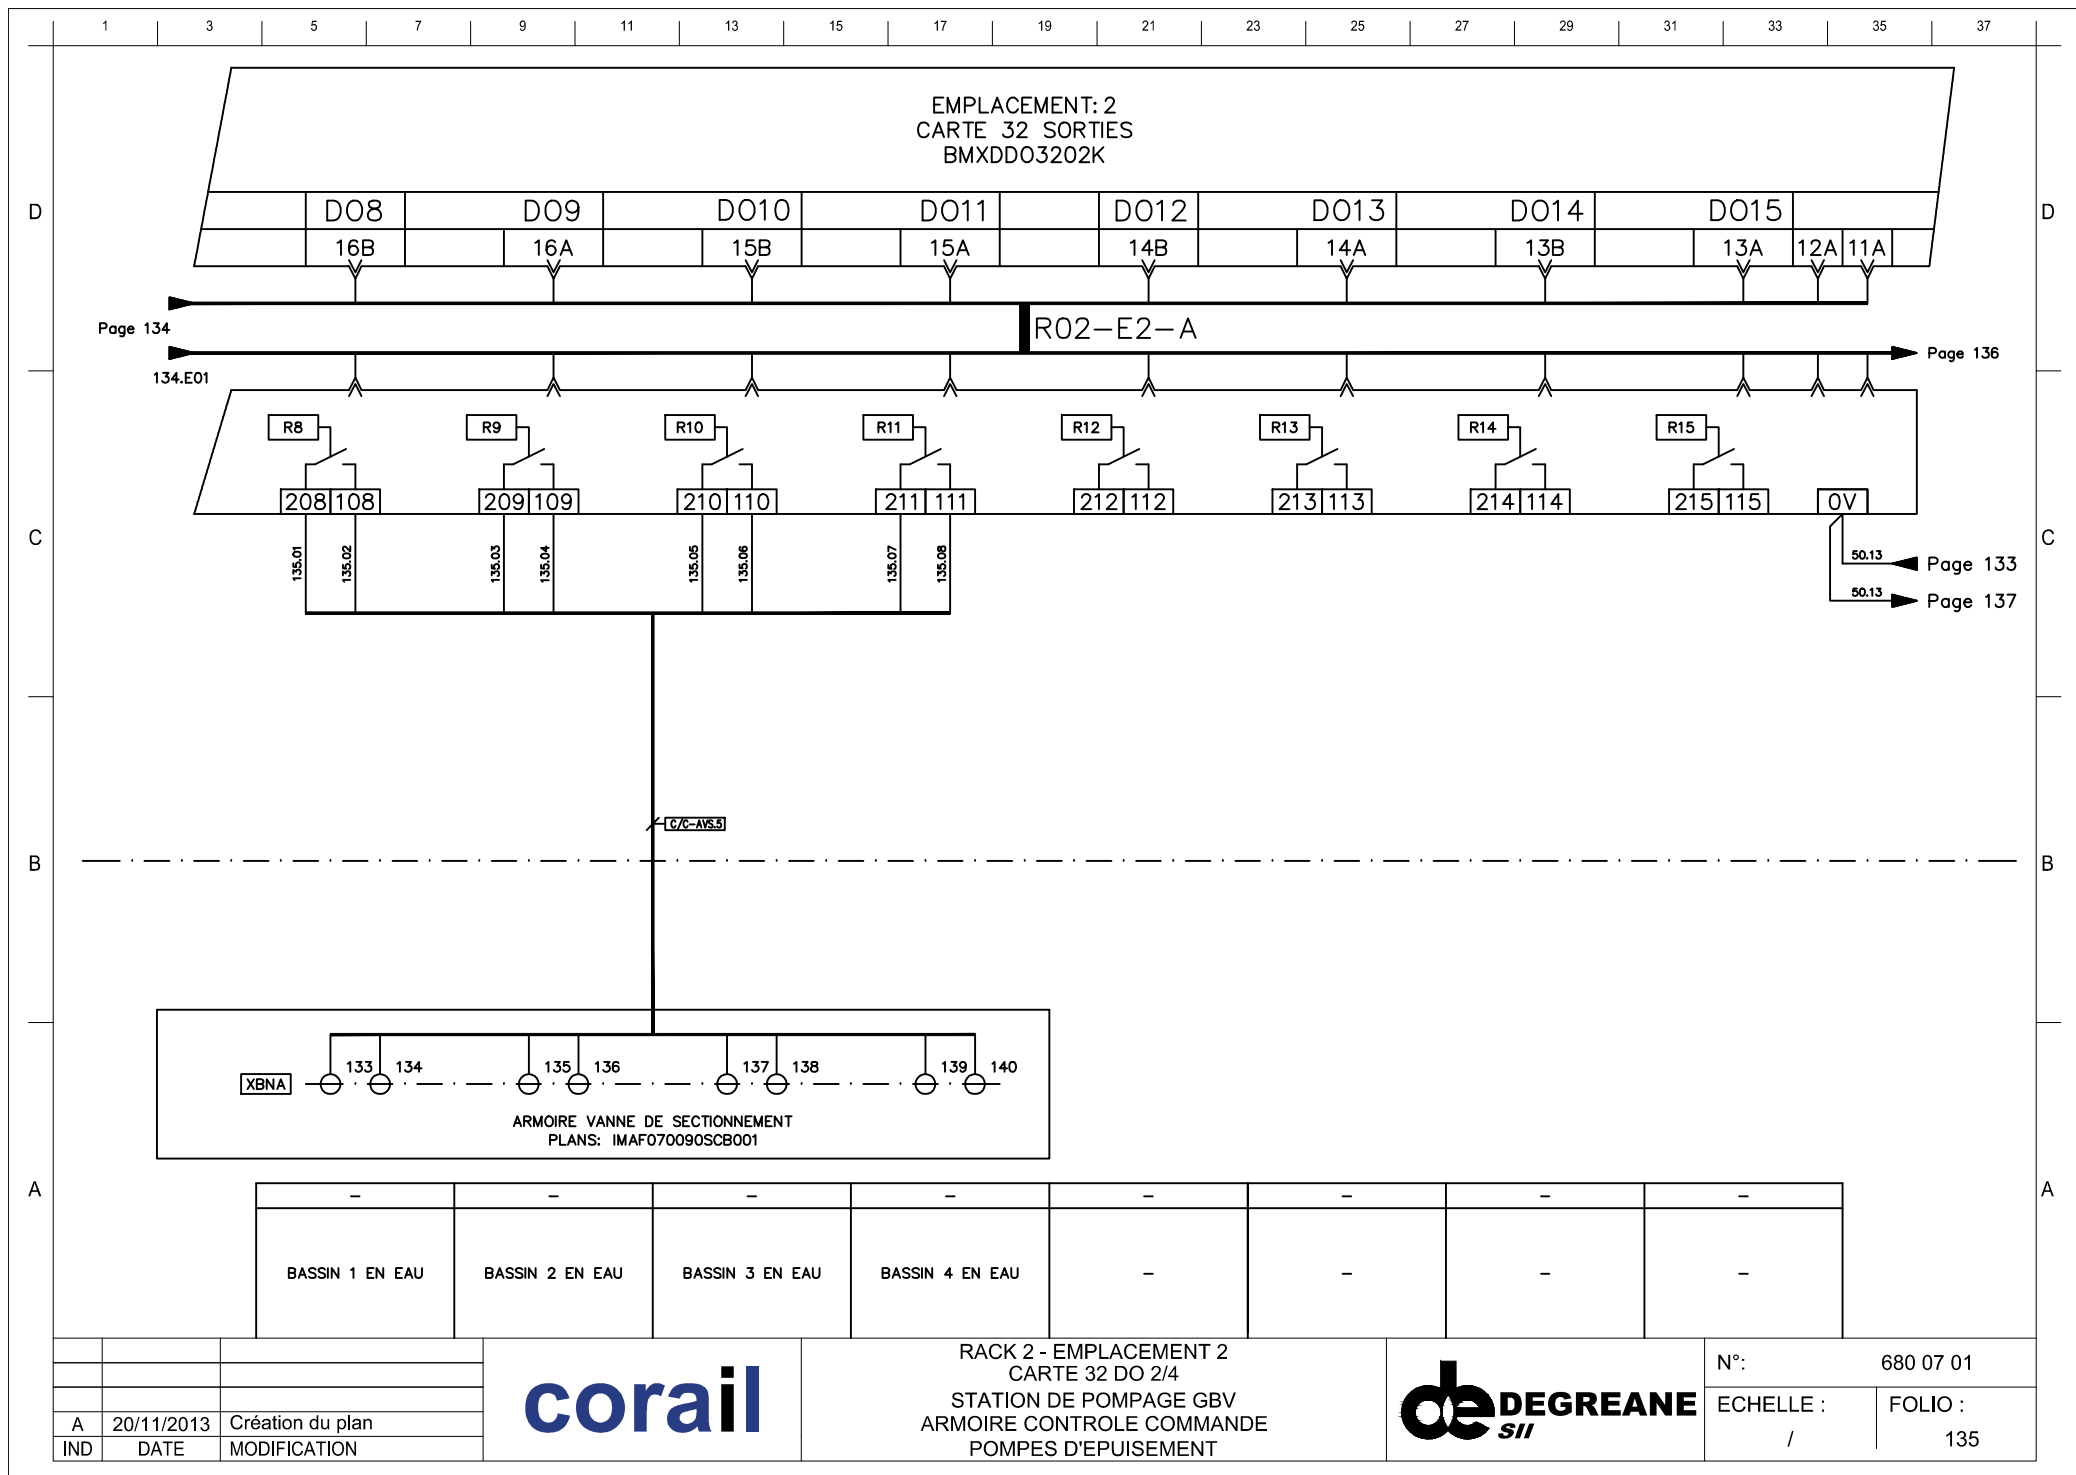 1 3 5 7 9 11 13 15 17 19 21 23 25 27 29 31 33 35 37
EMPLACEMENT: 2
CARTE 32 SORTIES
BMXDDO3202K
D D
DO8 DO9 DO10 DO11 DO12 DO13 DO14 DO15
16B 16A 15B 15A 14B 14A 13B 13A 12A 11A
Page 134
R02-E2-A
Page 136
134.E01
R8 R9 R10 R11 R12 R13 R14 R15
208 108 209 109 210 110 211 111 212 112 213 113 214 114 215 115 0V
C C
135.01 135.02 135.03 135.04 135.05 135.06 135.07 135.08
50.13 Page 133
50.13 Page 137
C/C-AVS.5
B B
133 134 135 136 137 138 139 140
XBNA
ARMOIRE VANNE DE SECTIONNEMENT
PLANS: IMAF070090SCB001
A A
- - - - - - - -
BASSIN 1 EN EAU BASSIN 2 EN EAU BASSIN 3 EN EAU BASSIN 4 EN EAU - - - -
A 20/11/2013 Création du plan
IND DATE MODIFICATION
corail
RACK 2 - EMPLACEMENT 2
CARTE 32 DO 2/4
STATION DE POMPAGE GBV
ARMOIRE CONTROLE COMMANDE
POMPES D'EPUISEMENT
de DEGREANE
SII
N°: 680 07 01
ECHELLE : FOLIO :
/ 135